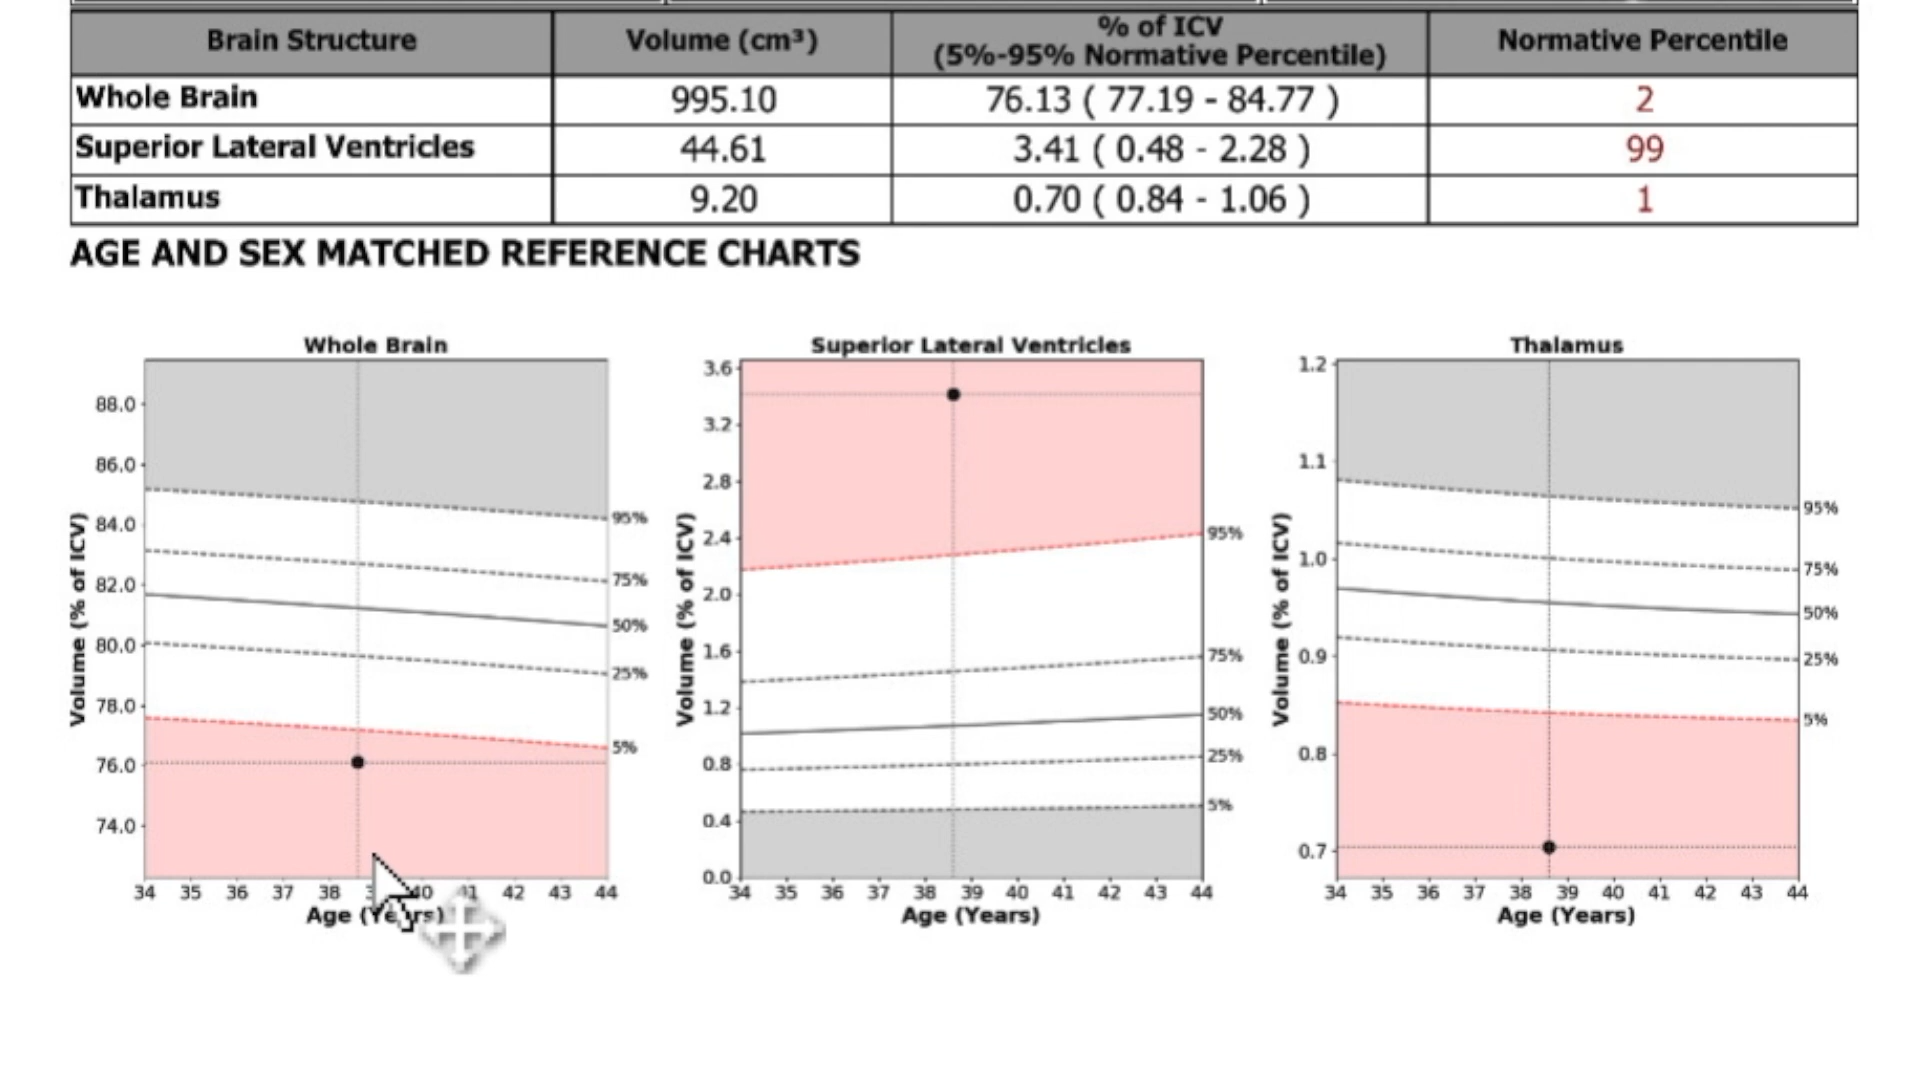 Brain Structure Volume (cm³) % of ICV (5%-95% Normative Percentile) Normative Percentile
Whole Brain 995.10 76.13 ( 77.19 - 84.77 ) 2
Superior Lateral Ventricles 44.61 3.41 ( 0.48 - 2.28 ) 99
Thalamus 9.20 0.70 ( 0.84 - 1.06 ) 1
AGE AND SEX MATCHED REFERENCE CHARTS
Whole Brain
Volume (% of ICV)
88.0
86.0
84.0
82.0
80.0
78.0
76.0
74.0
95%
75%
50%
25%
5%
34 35 36 37 38 40 41 42 43 44
Age (Years)
Superior Lateral Ventricles
Volume (% of ICV)
3.6
3.2
2.8
2.4
2.0
1.6
1.2
0.8
0.4
0.0
95%
75%
50%
25%
5%
34 35 36 37 38 39 40 41 42 43 44
Age (Years)
Thalamus
Volume (% of ICV)
1.2
1.1
1.0
0.9
0.8
0.7
95%
75%
50%
25%
5%
34 35 36 37 38 39 40 41 42 43 44
Age (Years)